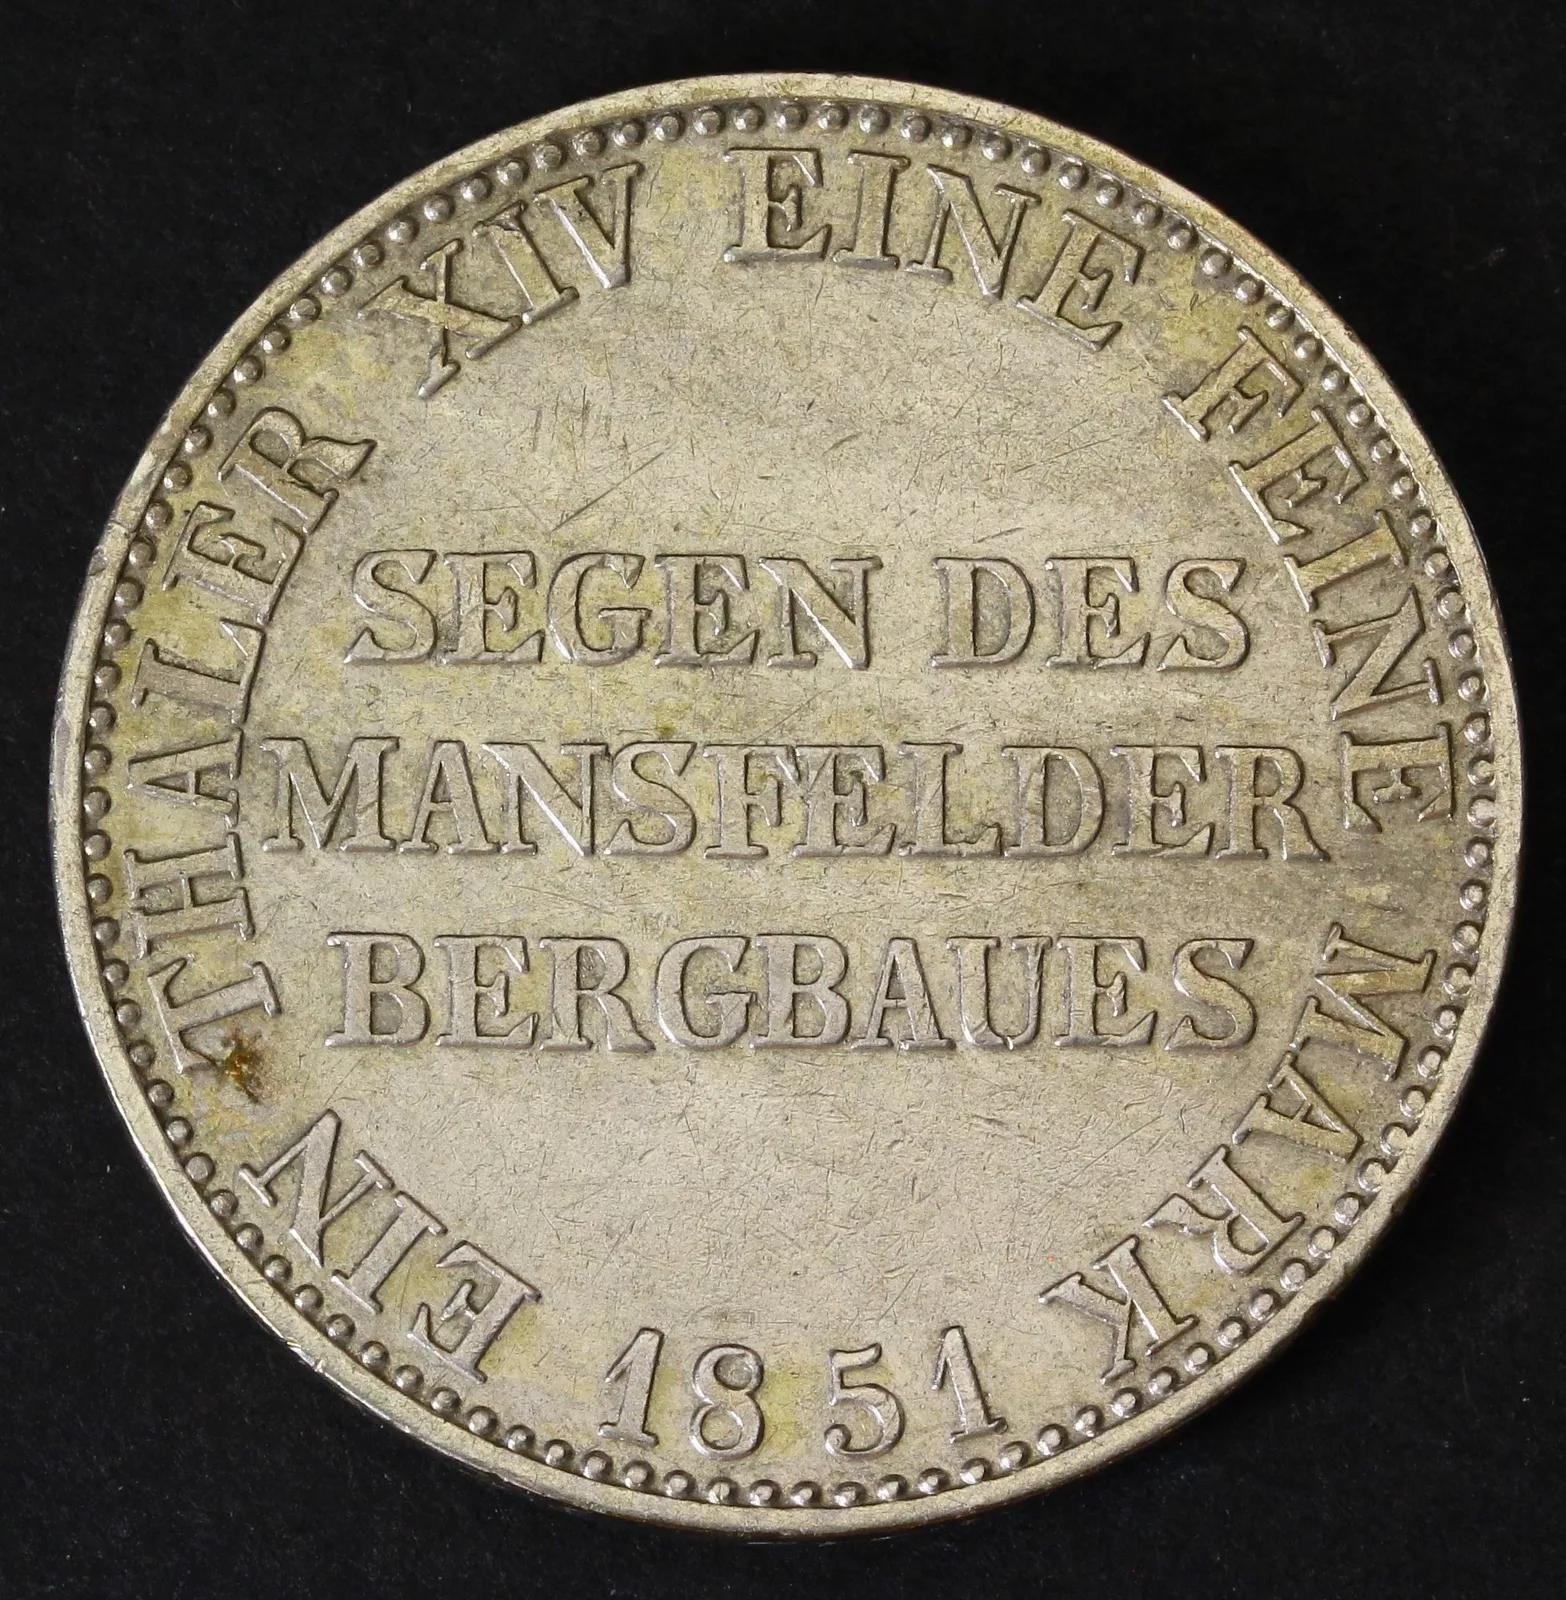 EIN THALER XIV EINE FEINE MARK
SEGEN DES
MANSFELDER
BERGBAUES
1851